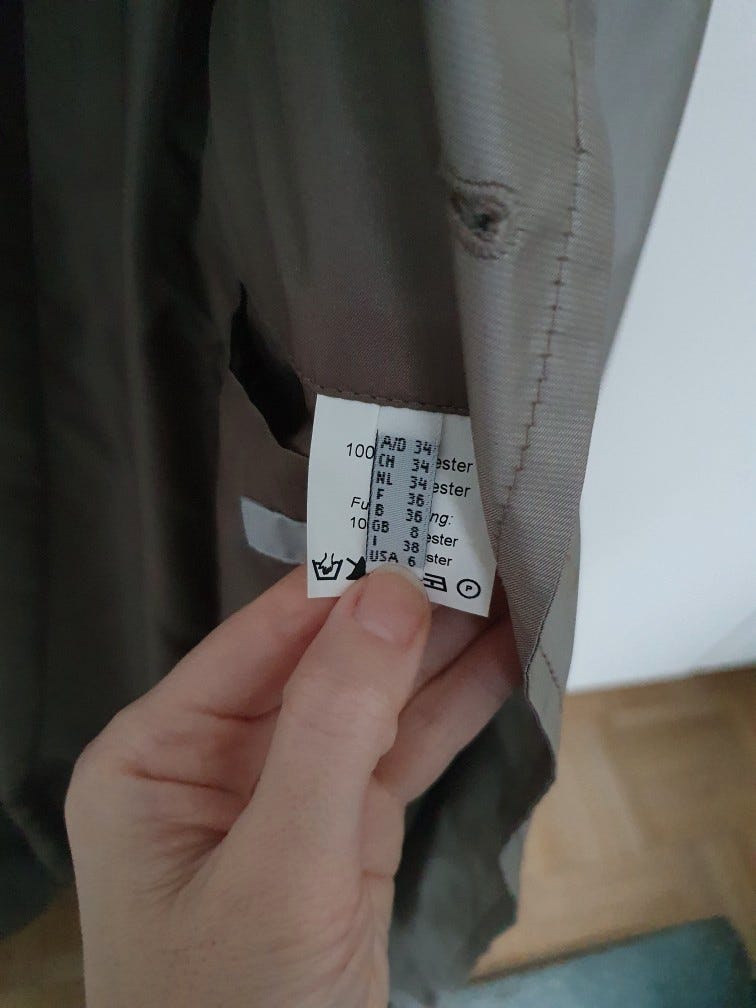 A/D 34
CH 34
NL 34
F 36
B 36
GB 8
I 38
USA 6
100 ester
ester
Fu ng:
10 ester
ster
P